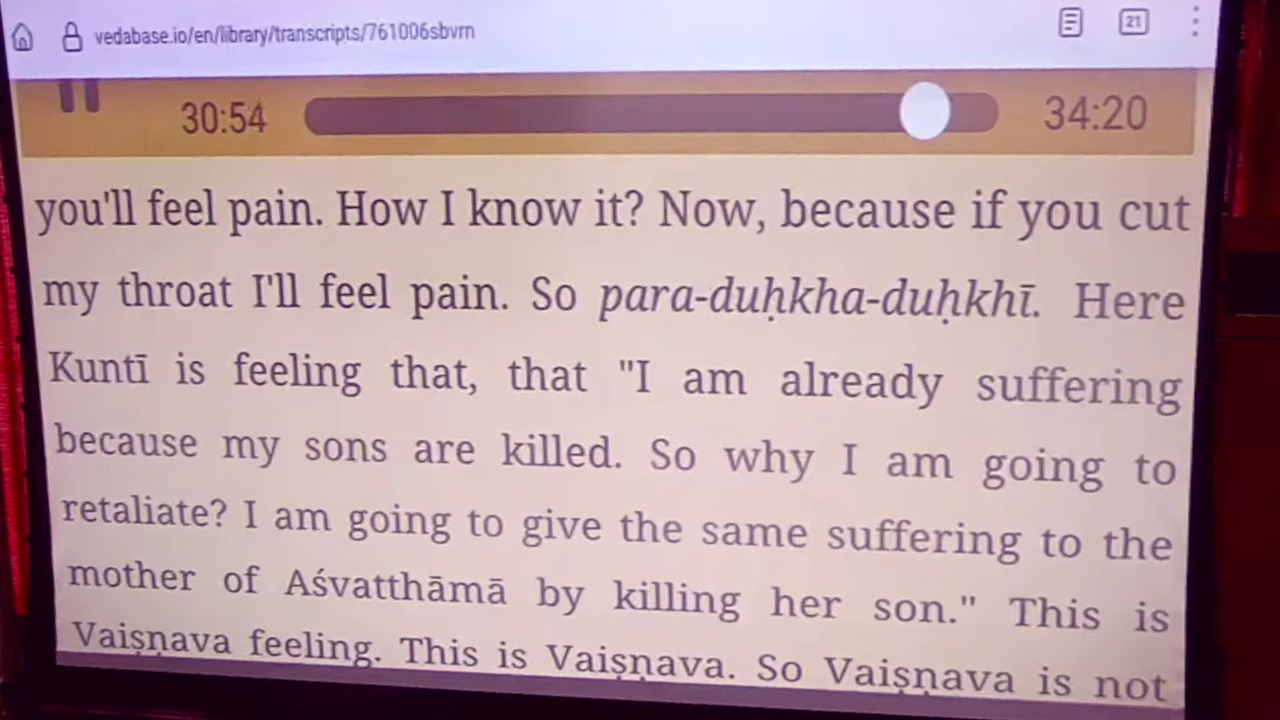 vedabase.io/en/library/transcripts/761006sbvrn
21
30:54
34:20
you'll feel pain. How I know it? Now, because if you cut
my throat I'll feel pain. So para-duḥkha-duḥkhī. Here
Kuntī is feeling that, that "I am already suffering
because my sons are killed. So why I am going to
retaliate? I am going to give the same suffering to the
mother of Aśvatthāmā by killing her son." This is
Vaiṣṇava feeling. This is Vaiṣṇava. So Vaiṣṇava is not